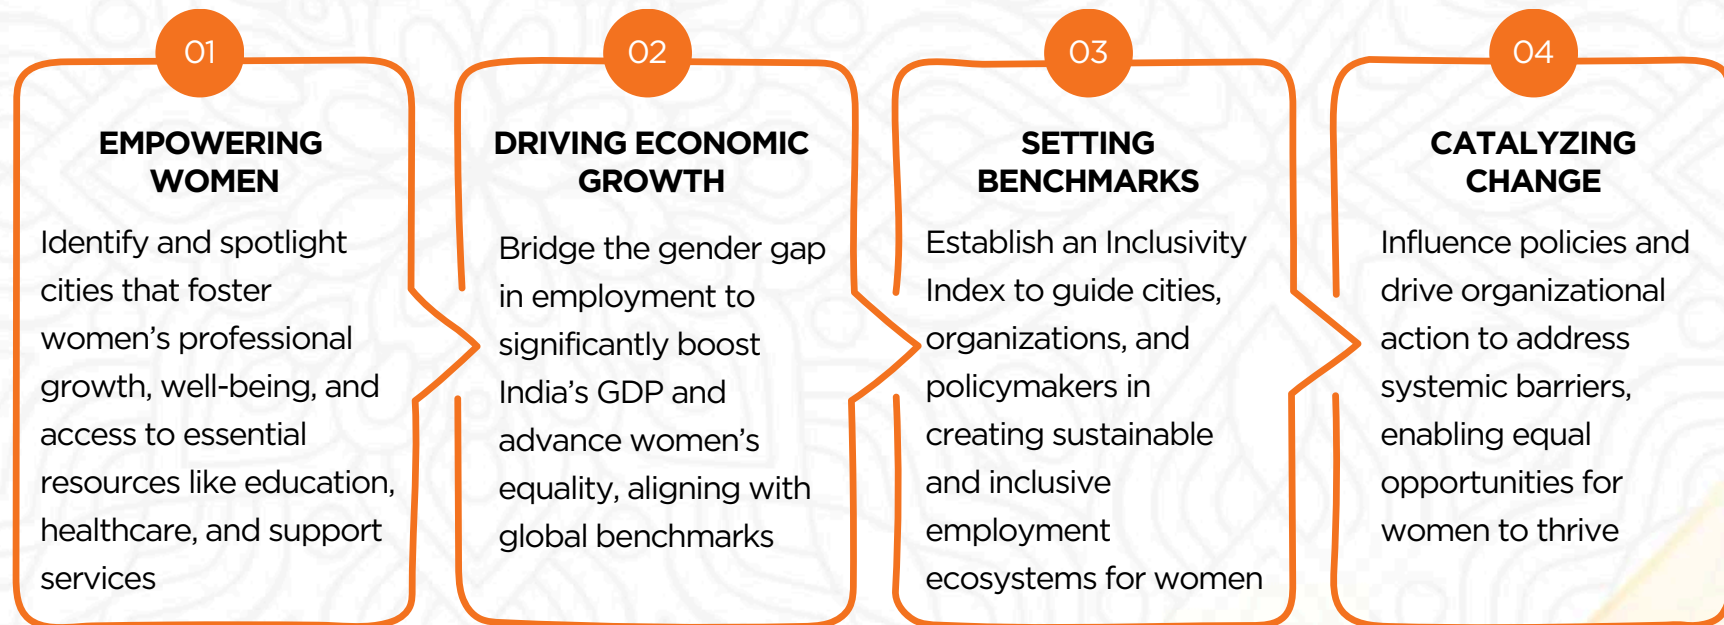 01
EMPOWERING
WOMEN
Identify and spotlight
cities that foster
women’s professional
growth, well-being, and
access to essential
resources like education,
healthcare, and support
services
02
DRIVING ECONOMIC
GROWTH
Bridge the gender gap
in employment to
significantly boost
India’s GDP and
advance women’s
equality, aligning with
global benchmarks
03
SETTING
BENCHMARKS
Establish an Inclusivity
Index to guide cities,
organizations, and
policymakers in
creating sustainable
and inclusive
employment
ecosystems for women
04
CATALYZING
CHANGE
Influence policies and
drive organizational
action to address
systemic barriers,
enabling equal
opportunities for
women to thrive